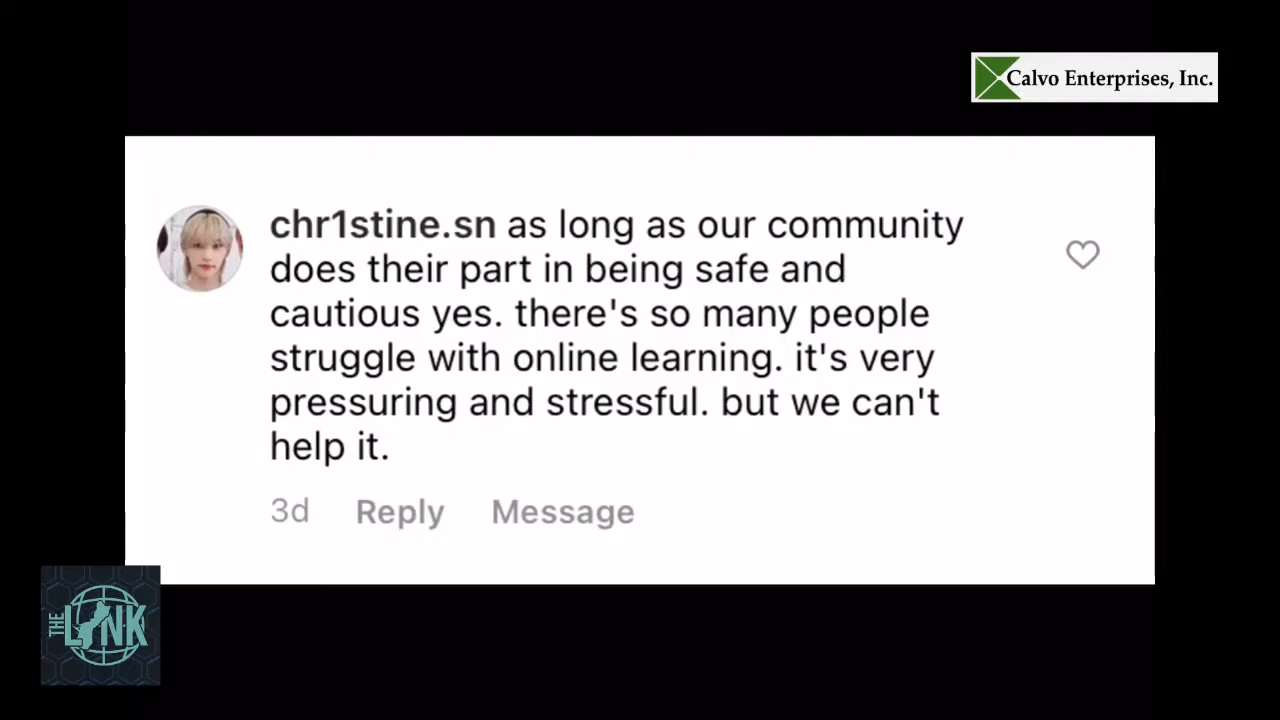 Calvo Enterprises, Inc.
chr1stine.sn as long as our community
does their part in being safe and
cautious yes. there's so many people
struggle with online learning. it's very
pressuring and stressful. but we can't
help it.
3d Reply Message
THE LINK